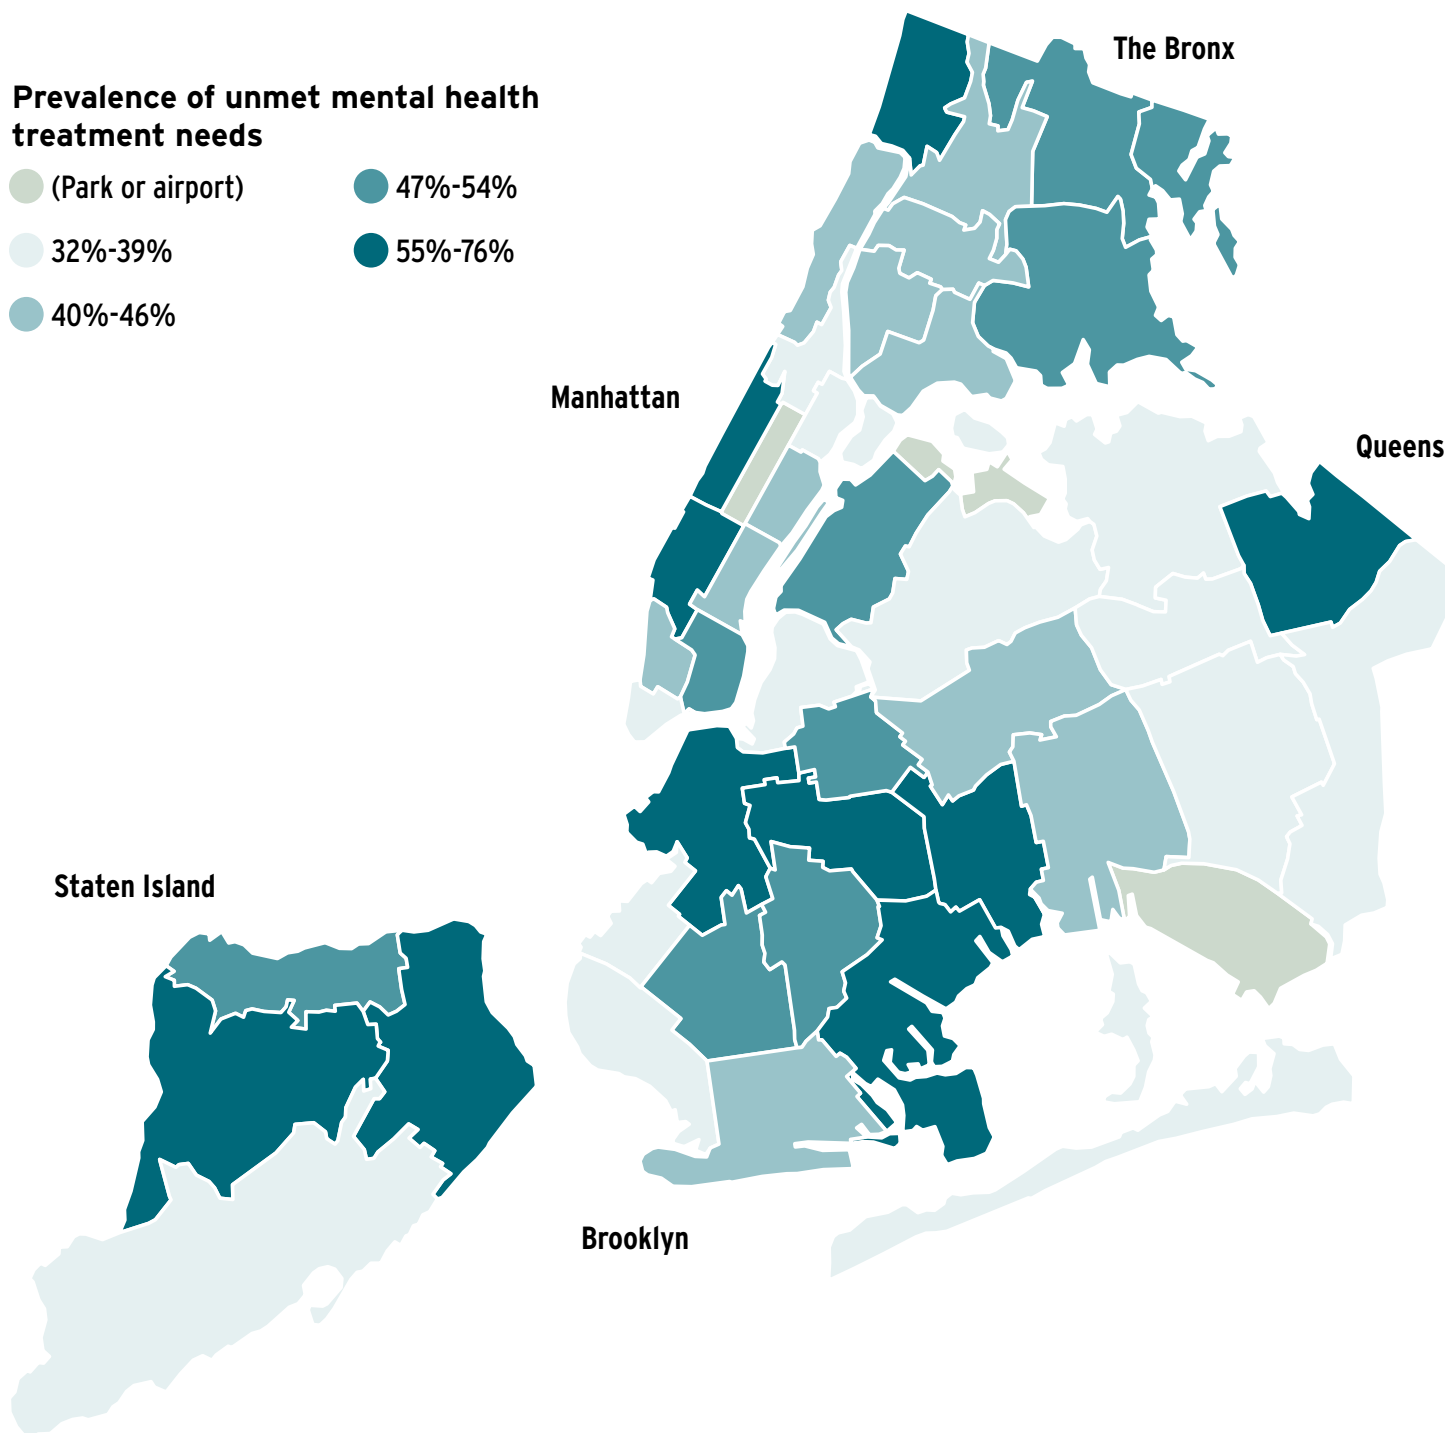 Prevalence of unmet mental health
treatment needs
(Park or airport)
32%-39%
40%-46%
47%-54%
55%-76%
The Bronx
Manhattan
Queens
Staten Island
Brooklyn